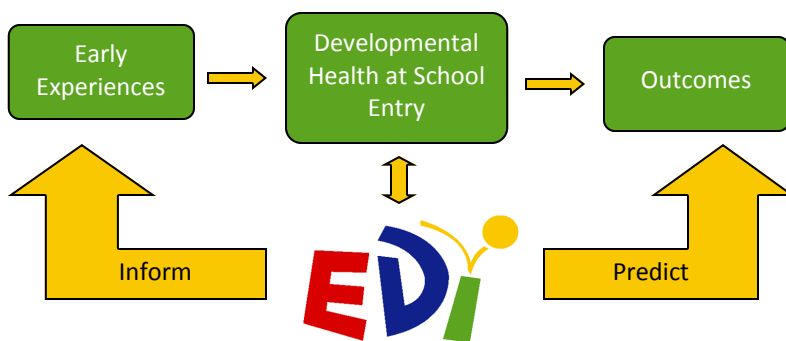 Early
Experiences
Developmental
Health at School
Entry
Outcomes
Inform
EDI
Predict